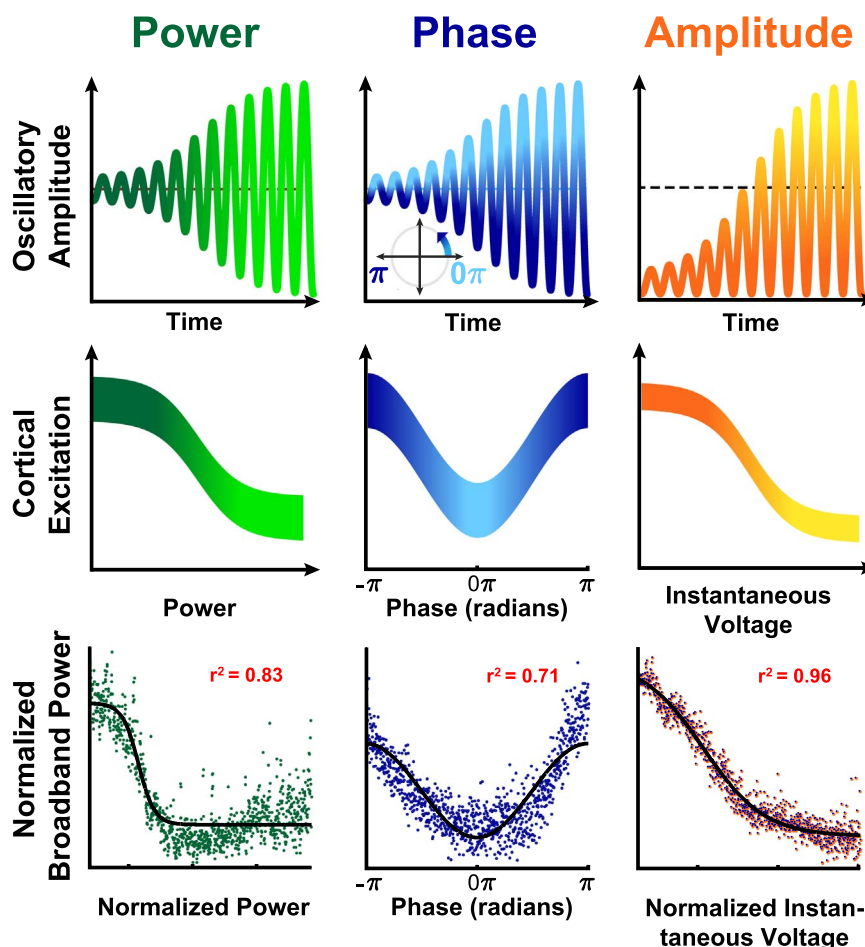 Power
Phase
Amplitude
Oscillatory
Amplitude
π
0π
Time
Time
Time
Cortical
Excitation
-π
0π
π
Power
Phase (radians)
Instantaneous
Voltage
Normalized
Broadband Power
r² = 0.83
r² = 0.71
r² = 0.96
-π
0π
π
Normalized Power
Phase (radians)
Normalized Instan-
taneous Voltage